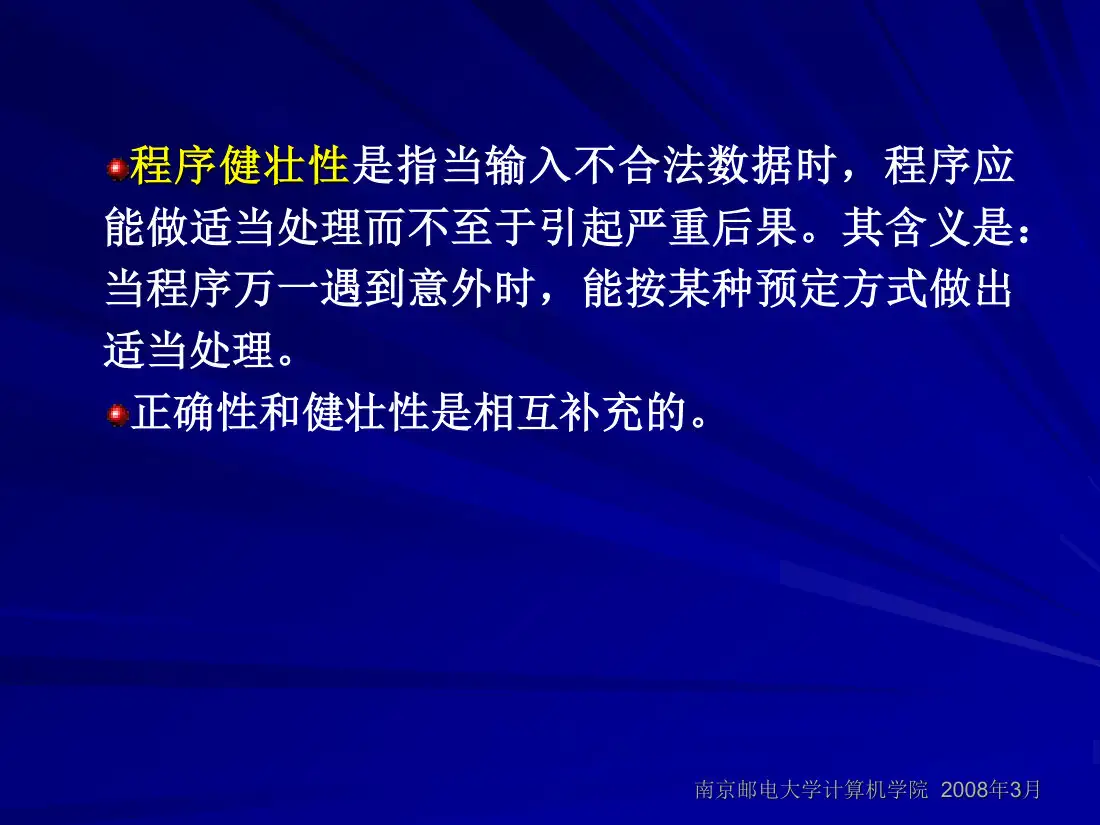 程序健壮性是指当输入不合法数据时，程序应
能做适当处理而不至于引起严重后果。其含义是：
当程序万一遇到意外时，能按某种预定方式做出
适当处理。
正确性和健壮性是相互补充的。
南京邮电大学计算机学院 2008年3月